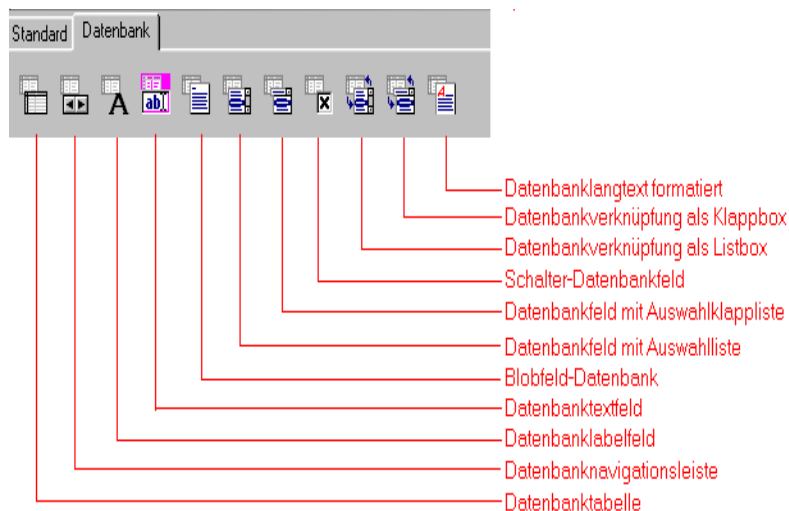 Standard Datenbank
Datenbanklangtext formatiert
Datenbankverknüpfung als Klappbox
Datenbankverknüpfung als Listbox
Schalter-Datenbankfeld
Datenbankfeld mit Auswahlklappliste
Datenbankfeld mit Auswahlliste
Blobfeld-Datenbank
Datenbanktextfeld
Datenbanklabelfeld
Datenbanknavigationsleiste
Datenbanktabelle